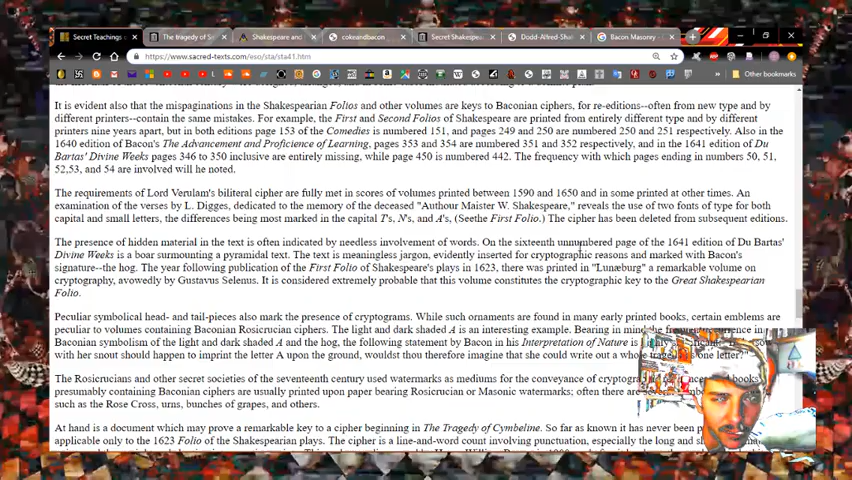 Secret Teachings
The tragedy of S
Shakespeare and
cokeandbacon
Secret Shakespea
Dodd-Alfred-Sha
Bacon Masonry -
https://www.sacred-texts.com/eso/sta/sta41.htm
Other bookmarks
It is evident also that the mispaginations in the Shakespearian Folios and other volumes are keys to Baconian ciphers, for re-editions--often from new type and by
different printers--contain the same mistakes. For example, the First and Second Folios of Shakespeare are printed from entirely different type and by different
printers nine years apart, but in both editions page 153 of the Comedies is numbered 151, and pages 249 and 250 are numbered 250 and 251 respectively. Also in the
1640 edition of Bacon's The Advancement and Proficience of Learning, pages 353 and 354 are numbered 351 and 352 respectively, and in the 1641 edition of Du
Bartas' Divine Weeks pages 346 to 350 inclusive are entirely missing, while page 450 is numbered 442. The frequency with which pages ending in numbers 50, 51,
52,53, and 54 are involved will he noted.
The requirements of Lord Verulam's biliteral cipher are fully met in scores of volumes printed between 1590 and 1650 and in some printed at other times. An
examination of the verses by L. Digges, dedicated to the memory of the deceased "Authour Maister W. Shakespeare," reveals the use of two fonts of type for both
capital and small letters, the differences being most marked in the capital T's, N's, and A's, (Seethe First Folio.) The cipher has been deleted from subsequent editions.
The presence of hidden material in the text is often indicated by needless involvement of words. On the sixteenth unnumbered page of the 1641 edition of Du Bartas'
Divine Weeks is a boar surmounting a pyramidal text. The text is meaningless jargon, evidently inserted for cryptographic reasons and marked with Bacon's
signature--the hog. The year following publication of the First Folio of Shakespeare's plays in 1623, there was printed in "Lunæburg" a remarkable volume on
cryptography, avowedly by Gustavus Selenus. It is considered extremely probable that this volume constitutes the cryptographic key to the Great Shakespearian
Folio.
Peculiar symbolical head- and tail-pieces also mark the presence of cryptograms. While such ornaments are found in many early printed books, certain emblems are
peculiar to volumes containing Baconian Rosicrucian ciphers. The light and dark shaded A is an interesting example. Bearing in mind the in
Baconian symbolism of the light and dark shaded A and the hog, the following statement by Bacon in his Interpretation of Nature is
with her snout should happen to imprint the letter A upon the ground, wouldst thou therefore imagine that she could write out a whole one letter?"
The Rosicrucians and other secret societies of the seventeenth century used watermarks as mediums for the conveyance of books
presumably containing Baconian ciphers are usually printed upon paper bearing Rosicrucian or Masonic watermarks; often there are
such as the Rose Cross, urns, bunches of grapes, and others.
At hand is a document which may prove a remarkable key to a cipher beginning in The Tragedy of Cymbeline. So far as known it has never been
applicable only to the 1623 Folio of the Shakespearian plays. The cipher is a line-and-word count involving punctuation, especially the long and